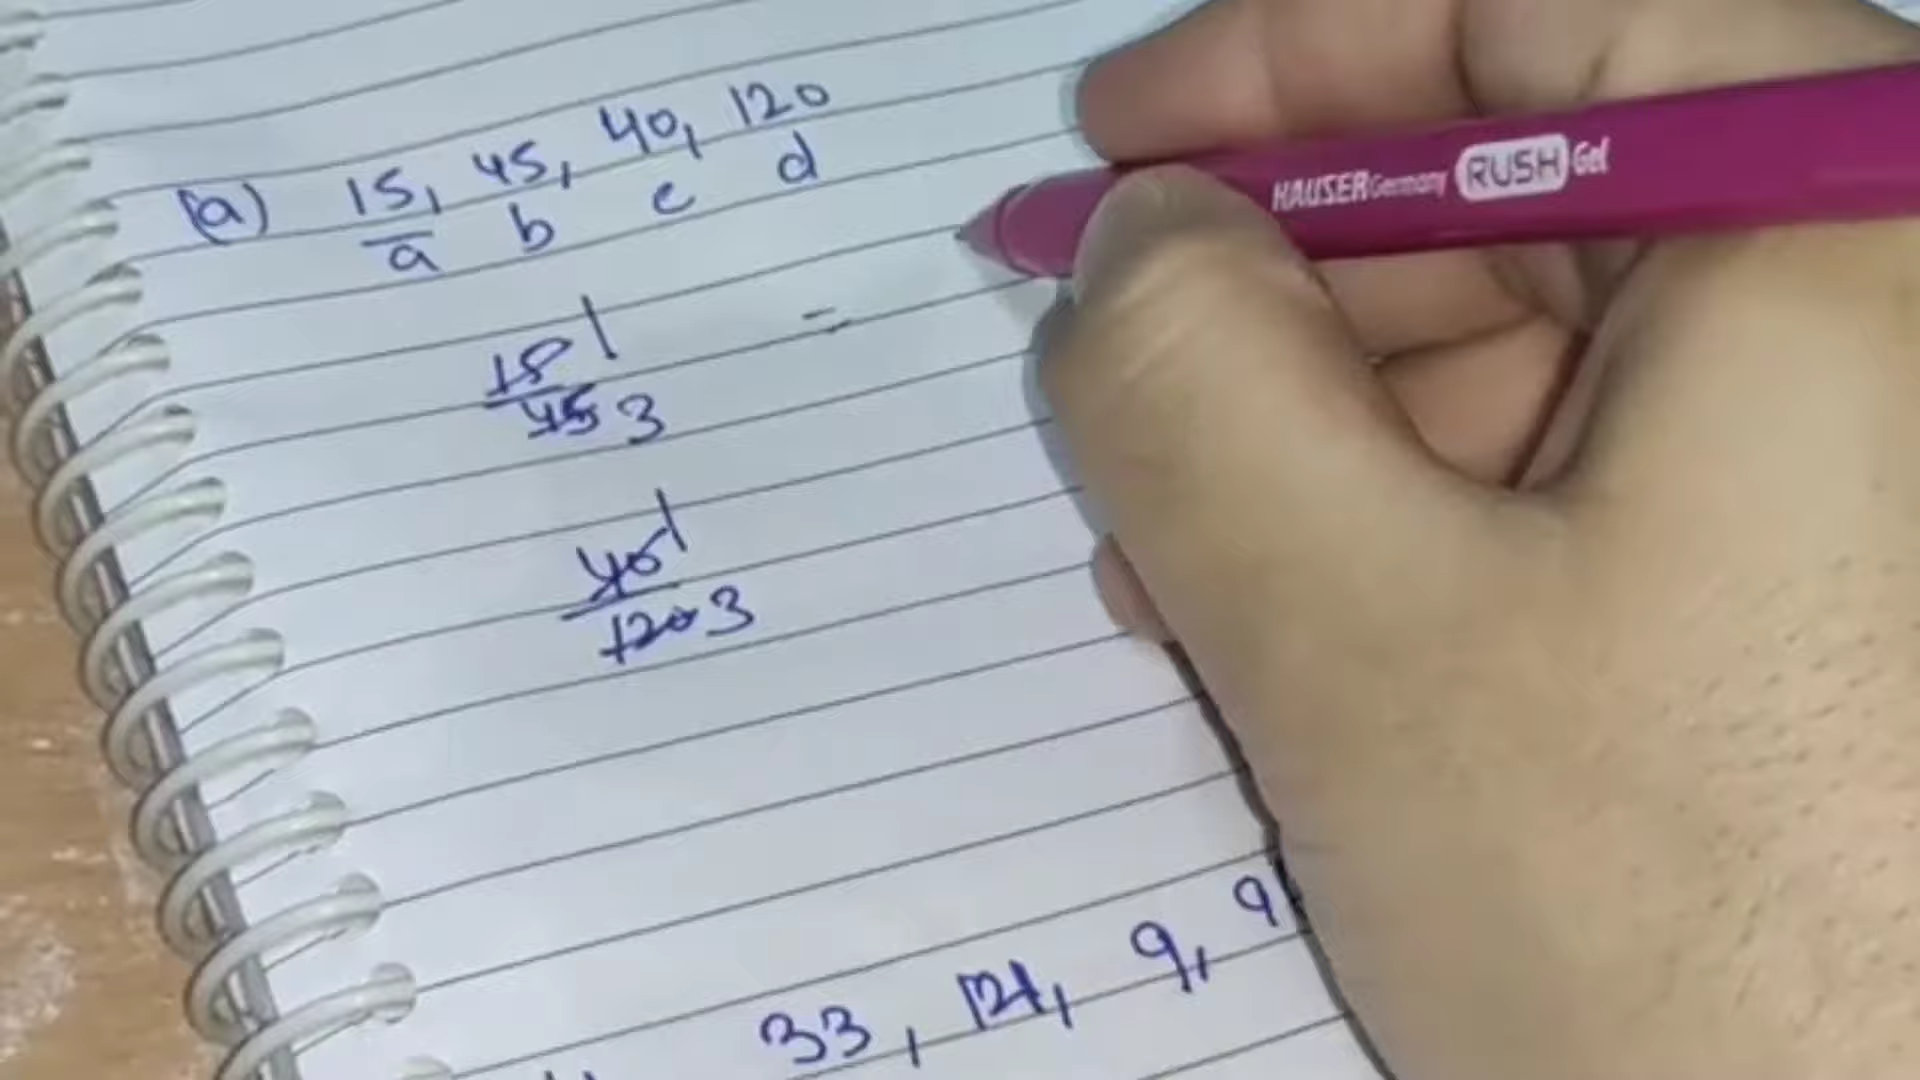 (a) 15, 45, 40, 120
a b c d
15 1
45 3
=
40 1
120 3
33, 121, 9, 9
HAUSER Germany RUSH Gel